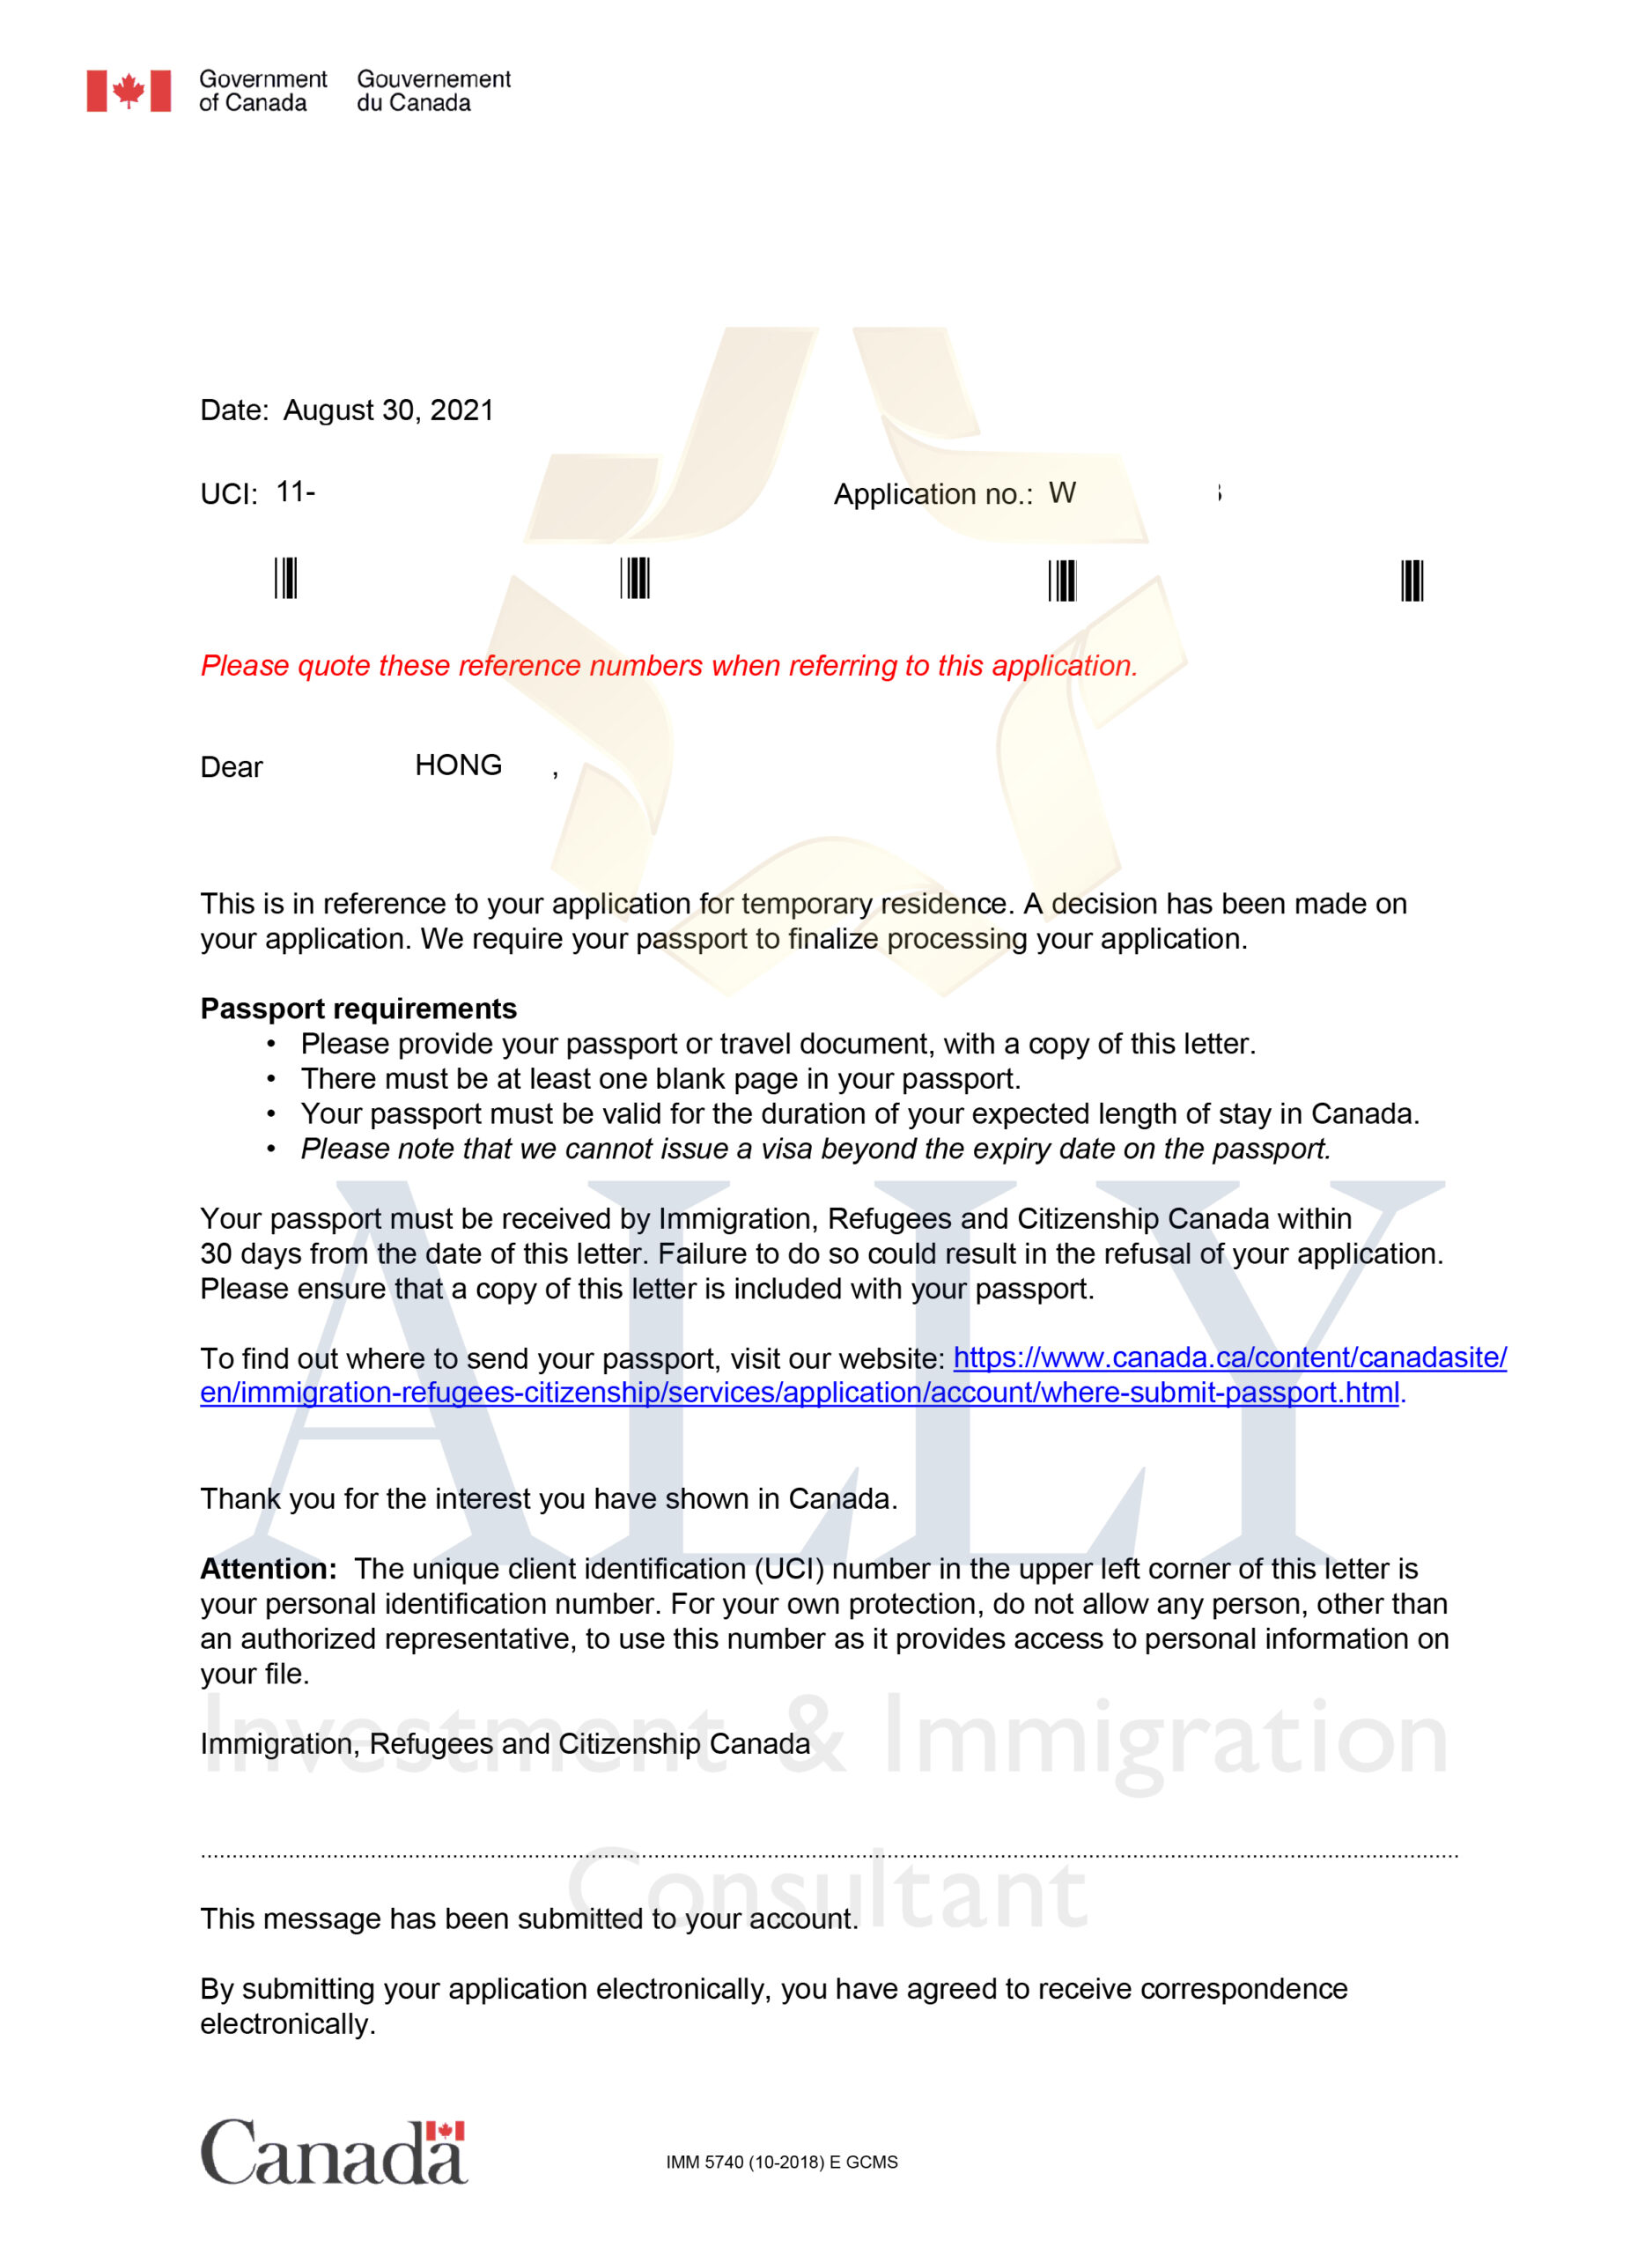 Government Gouvernement
of Canada du Canada
Date: August 30, 2021
UCI: 11- Application no.: W
Please quote these reference numbers when referring to this application.
Dear HONG ,
This is in reference to your application for temporary residence. A decision has been made on
your application. We require your passport to finalize processing your application.
Passport requirements
• Please provide your passport or travel document, with a copy of this letter.
• There must be at least one blank page in your passport.
• Your passport must be valid for the duration of your expected length of stay in Canada.
• Please note that we cannot issue a visa beyond the expiry date on the passport.
ALLY
Your passport must be received by Immigration, Refugees and Citizenship Canada within
30 days from the date of this letter. Failure to do so could result in the refusal of your application.
Please ensure that a copy of this letter is included with your passport.
To find out where to send your passport, visit our website: https://www.canada.ca/content/canadasite/
en/immigration-refugees-citizenship/services/application/account/where-submit-passport.html.
Thank you for the interest you have shown in Canada.
Attention: The unique client identification (UCI) number in the upper left corner of this letter is
your personal identification number. For your own protection, do not allow any person, other than
an authorized representative, to use this number as it provides access to personal information on
your file.
Investment & Immigration
Immigration, Refugees and Citizenship Canada
Consultant
This message has been submitted to your account.
By submitting your application electronically, you have agreed to receive correspondence
electronically.
Canada
IMM 5740 (10-2018) E GCMS